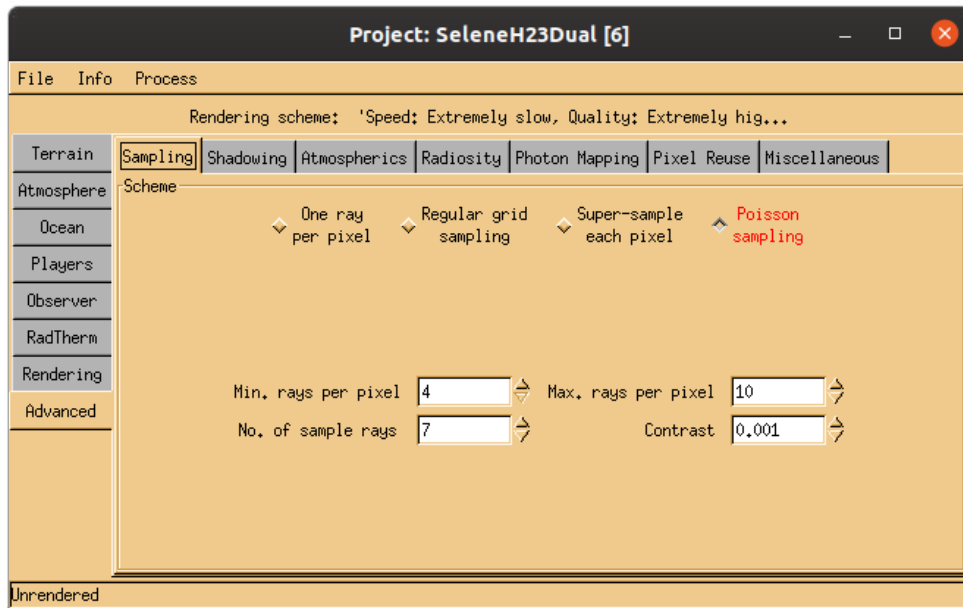 Project: SeleneH23Dual [6]
File Info Process
Rendering scheme: 'Speed: Extremely slow, Quality: Extremely hig...
Terrain
Atmosphere
Ocean
Players
Observer
RadTherm
Rendering
Advanced
Sampling Shadowing Atmospherics Radiosity Photon Mapping Pixel Reuse Miscellaneous
Scheme
One ray
per pixel
Regular grid
sampling
Super-sample
each pixel
Poisson
sampling
Min. rays per pixel 4 Max. rays per pixel 10
No. of sample rays 7 Contrast 0.001
Unrendered